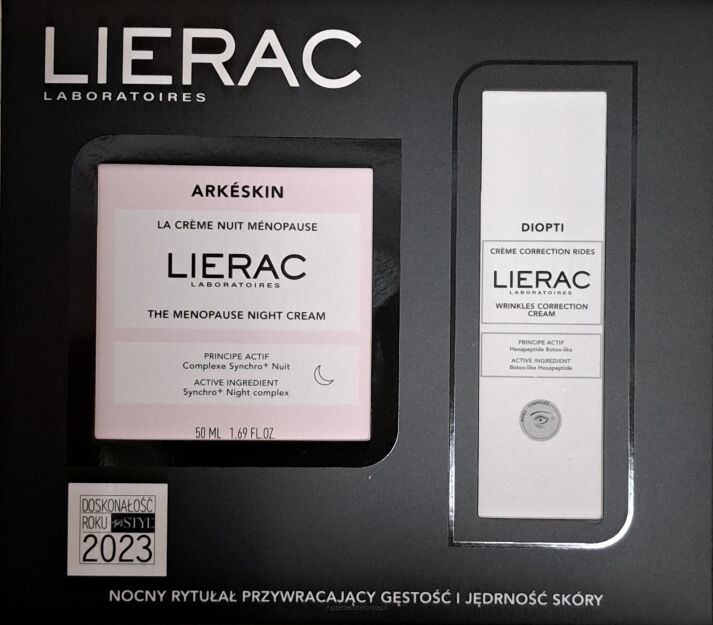 LIERAC
LABORATOIRES
ARKÉSKIN
LA CRÈME NUIT MÉNOPAUSE
LIERAC
LABORATOIRES
THE MENOPAUSE NIGHT CREAM
PRINCIPE ACTIF
Complexe Synchro+ Nuit
ACTIVE INGREDIENT
Synchro+ Night complex
50 ML 1.69 FL.OZ
DIOPTI
CRÈME CORRECTION RIDES
LIERAC
LABORATOIRES
WRINKLES CORRECTION
CREAM
PRINCIPE ACTIF
Hexapeptide Botox-like
ACTIVE INGREDIENT
Botox-like Hexapeptide
DOSKONAŁOŚĆ
ROKU
STYL
2023
NOCNY RYTUŁAŁ PRZYWRACAJĄCY GĘSTOŚĆ I JĘDRNOŚĆ SKÓRY